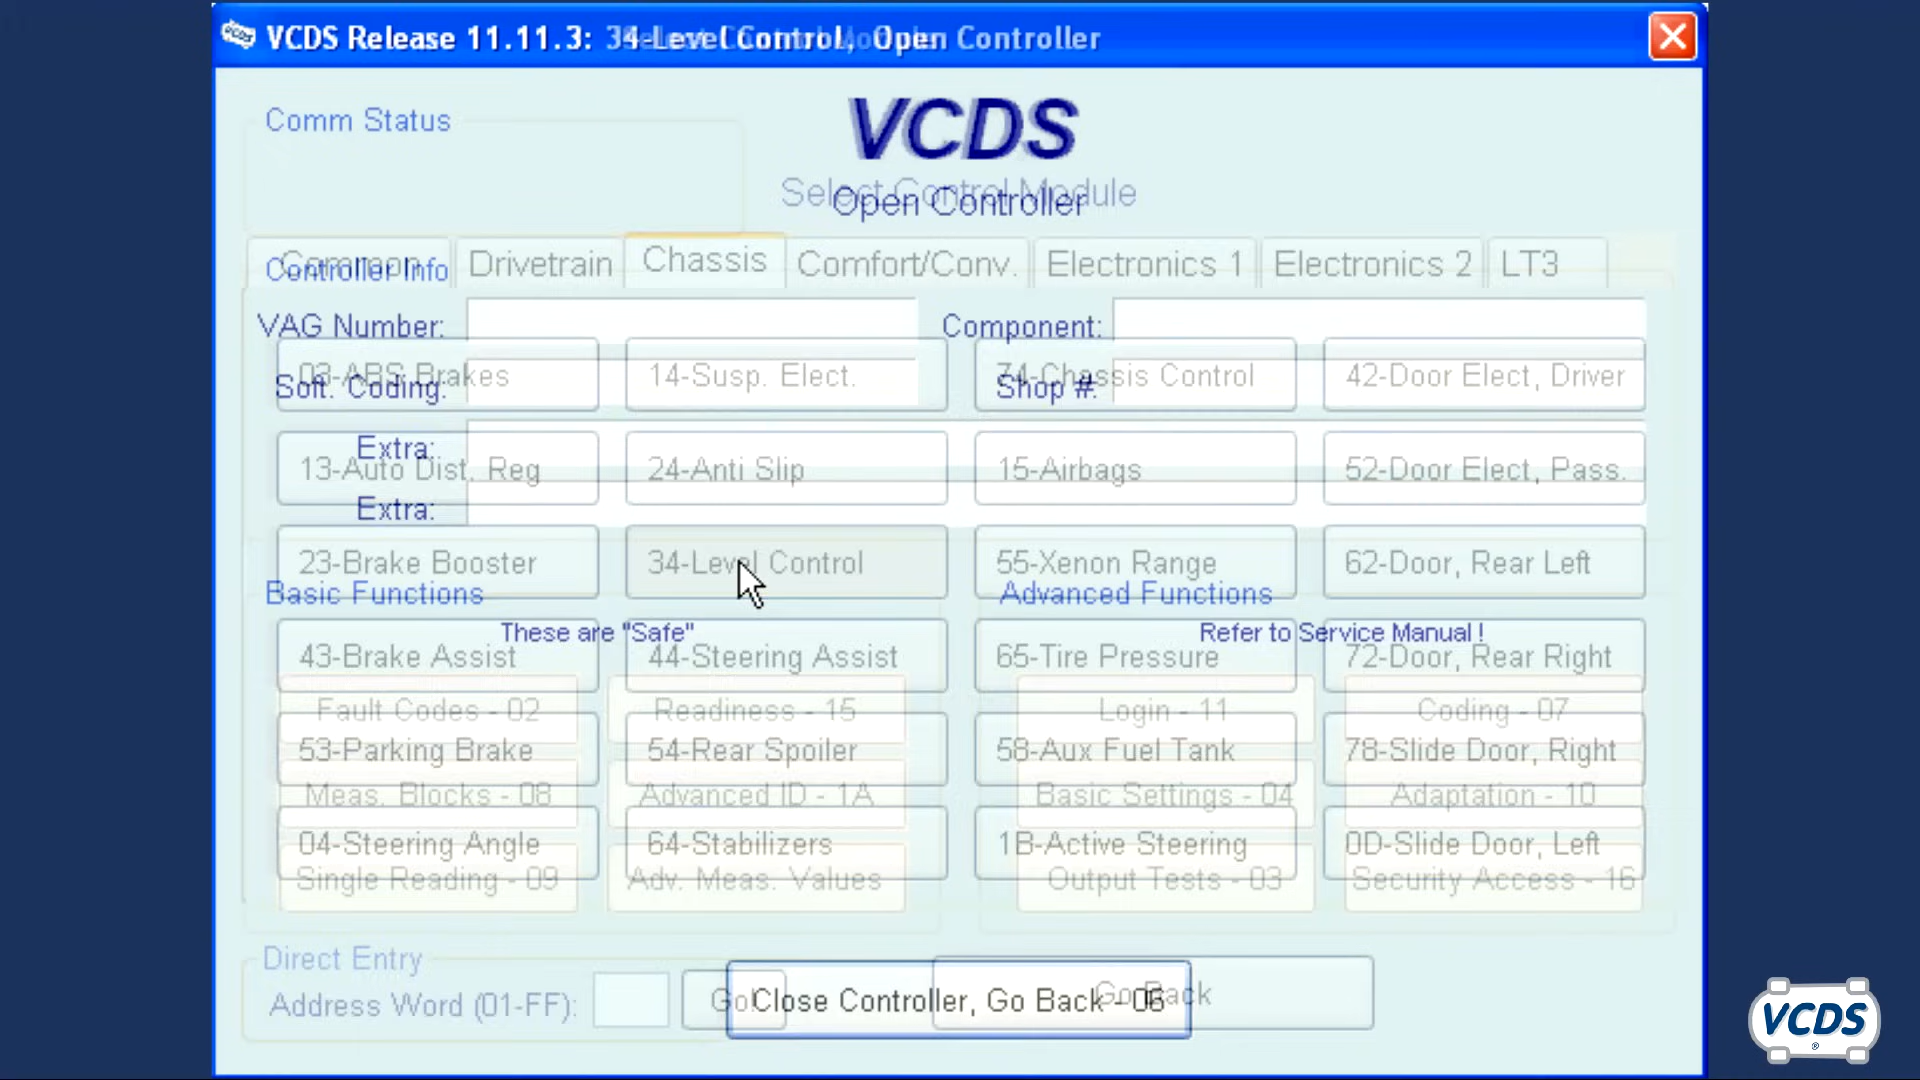 VCDS Release 11.11.3: 34-Level Control, Open Controller
Comm Status
VCDS
Select Control Module
Open Controller
Common
Drivetrain
Chassis
Comfort/Conv.
Electronics 1
Electronics 2
LT3
Controller Info
VAG Number:
Component:
03-ABS Brakes
14-Susp. Elect.
74-Chassis Control
42-Door Elect, Driver
Soft. Coding:
Shop #:
Extra:
13-Auto Dist. Reg
24-Anti Slip
15-Airbags
52-Door Elect, Pass.
Extra:
23-Brake Booster
34-Level Control
55-Xenon Range
62-Door, Rear Left
Basic Functions
Advanced Functions
These are "Safe"
Refer to Service Manual !
43-Brake Assist
44-Steering Assist
65-Tire Pressure
72-Door, Rear Right
Fault Codes - 02
Readiness - 15
Login - 11
Coding - 07
53-Parking Brake
54-Rear Spoiler
58-Aux Fuel Tank
78-Slide Door, Right
Meas. Blocks - 08
Advanced ID - 1A
Basic Settings - 04
Adaptation - 10
04-Steering Angle
64-Stabilizers
1B-Active Steering
0D-Slide Door, Left
Single Reading - 09
Adv. Meas. Values
Output Tests - 03
Security Access - 16
Direct Entry
Address Word (01-FF):
Go!
Close Controller, Go Back - 06
Go Back
VCDS
®